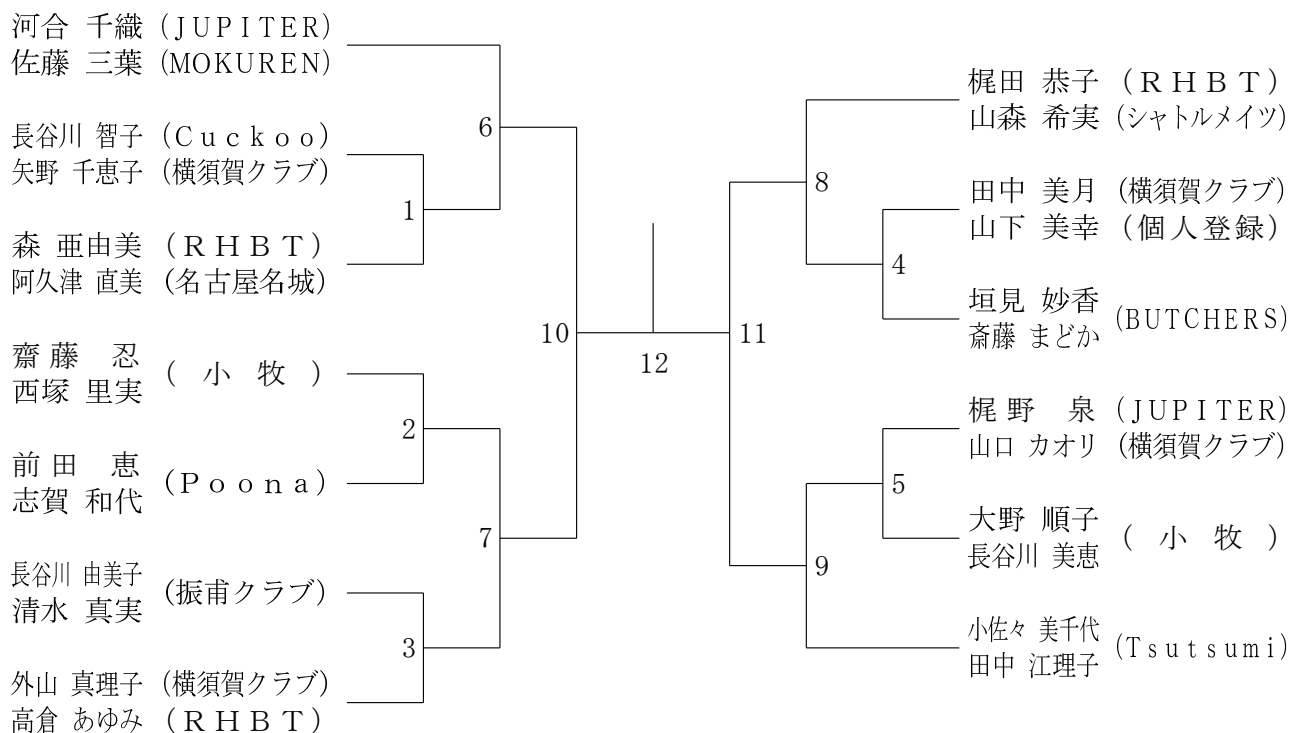 河合 千織 (JUPITER)
佐藤 三葉 (MOKUREN)
長谷川 智子 (Cuckoo)
矢野 千恵子 (横須賀クラブ)
森 亜由美 (RHBT)
阿久津 直美 (名古屋名城)
齋藤 忍
西塚 里実
(小牧)
前田 恵
志賀 和代
(Poona)
長谷川 由美子
清水 真実
(振甫クラブ)
外山 真理子 (横須賀クラブ)
高倉 あゆみ (RHBT)
6
1
2
7
3
10
12
11
8
4
5
9
梶田 恭子 (RHBT)
山森 希実 (シャトルメイツ)
田中 美月 (横須賀クラブ)
山下 美幸 (個人登録)
垣見 妙香
斎藤 まどか
(BUTCHERS)
梶野 泉 (JUPITER)
山口 カオリ (横須賀クラブ)
大野 順子
長谷川 美恵
(小牧)
小佐々 美千代
田中 江理子
(Tsutsumi)